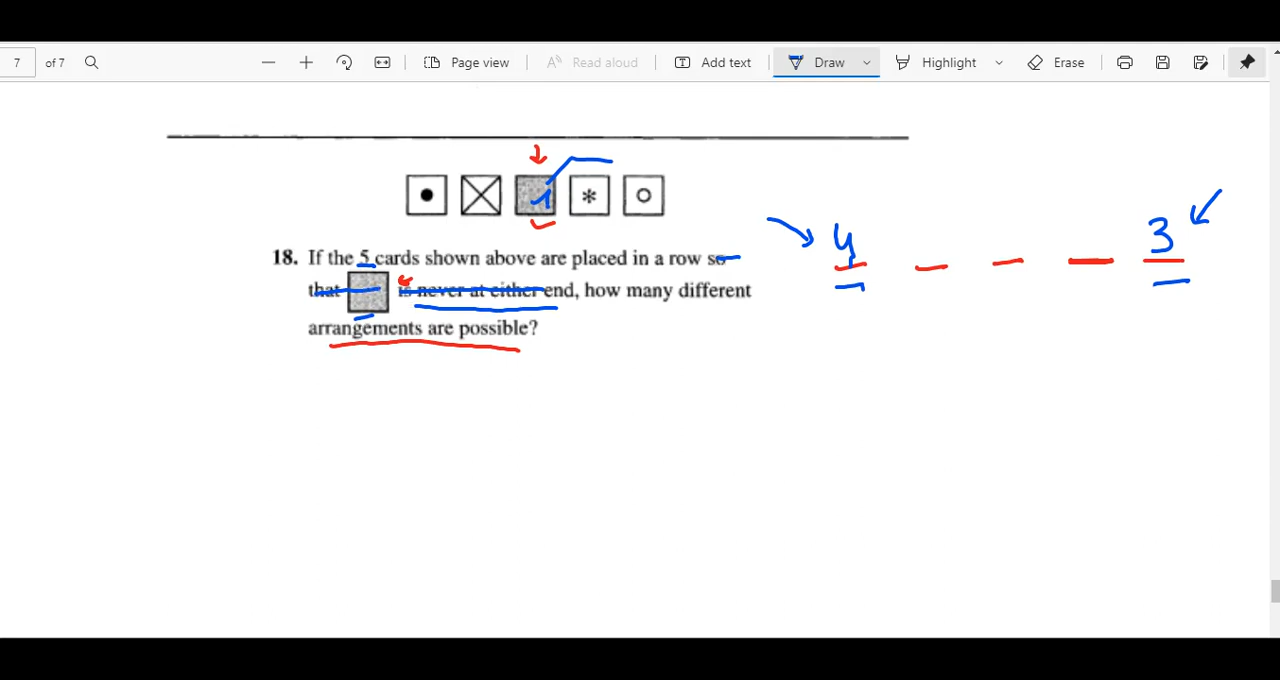 7 of 7 Page view Read aloud Add text Draw Highlight Erase
1
18. If the 5 cards shown above are placed in a row so
that is never at either end, how many different
arrangements are possible?
4 3